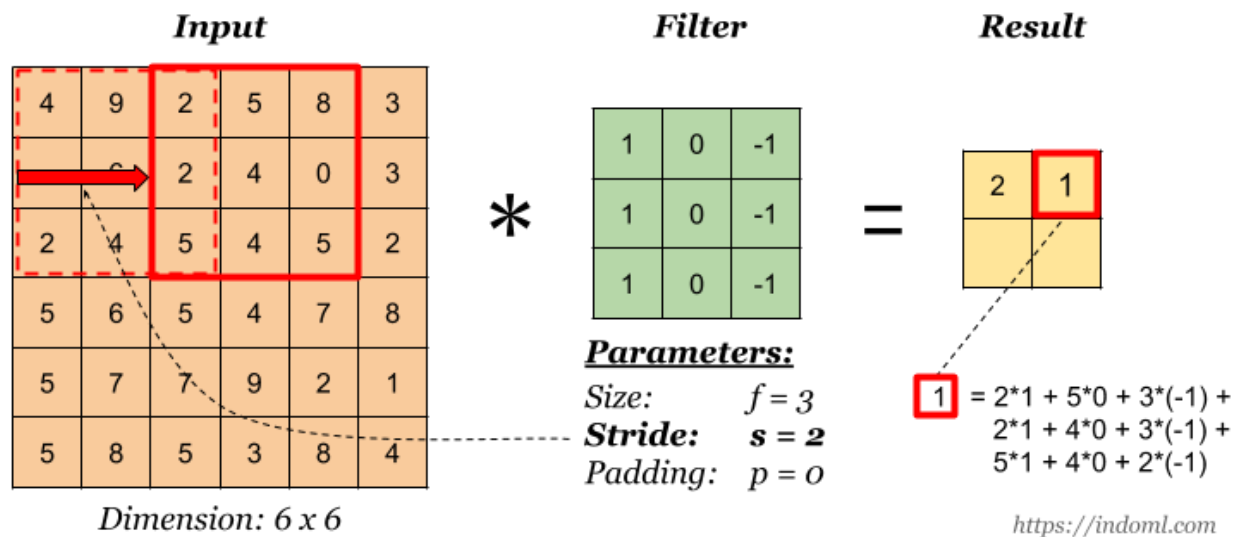 Input
Filter
Result
4 9 2 5 8 3
2 4 0 3
2 4 5 4 5 2
5 6 5 4 7 8
5 7 7 9 2 1
5 8 5 3 8 4
Dimension: 6 x 6
*
1 0 -1
1 0 -1
1 0 -1
Parameters:
Size: f = 3
Stride: s = 2
Padding: p = 0
=
2 1
1 = 2*1 + 5*0 + 3*(-1) +
2*1 + 4*0 + 3*(-1) +
5*1 + 4*0 + 2*(-1)
https://indoml.com